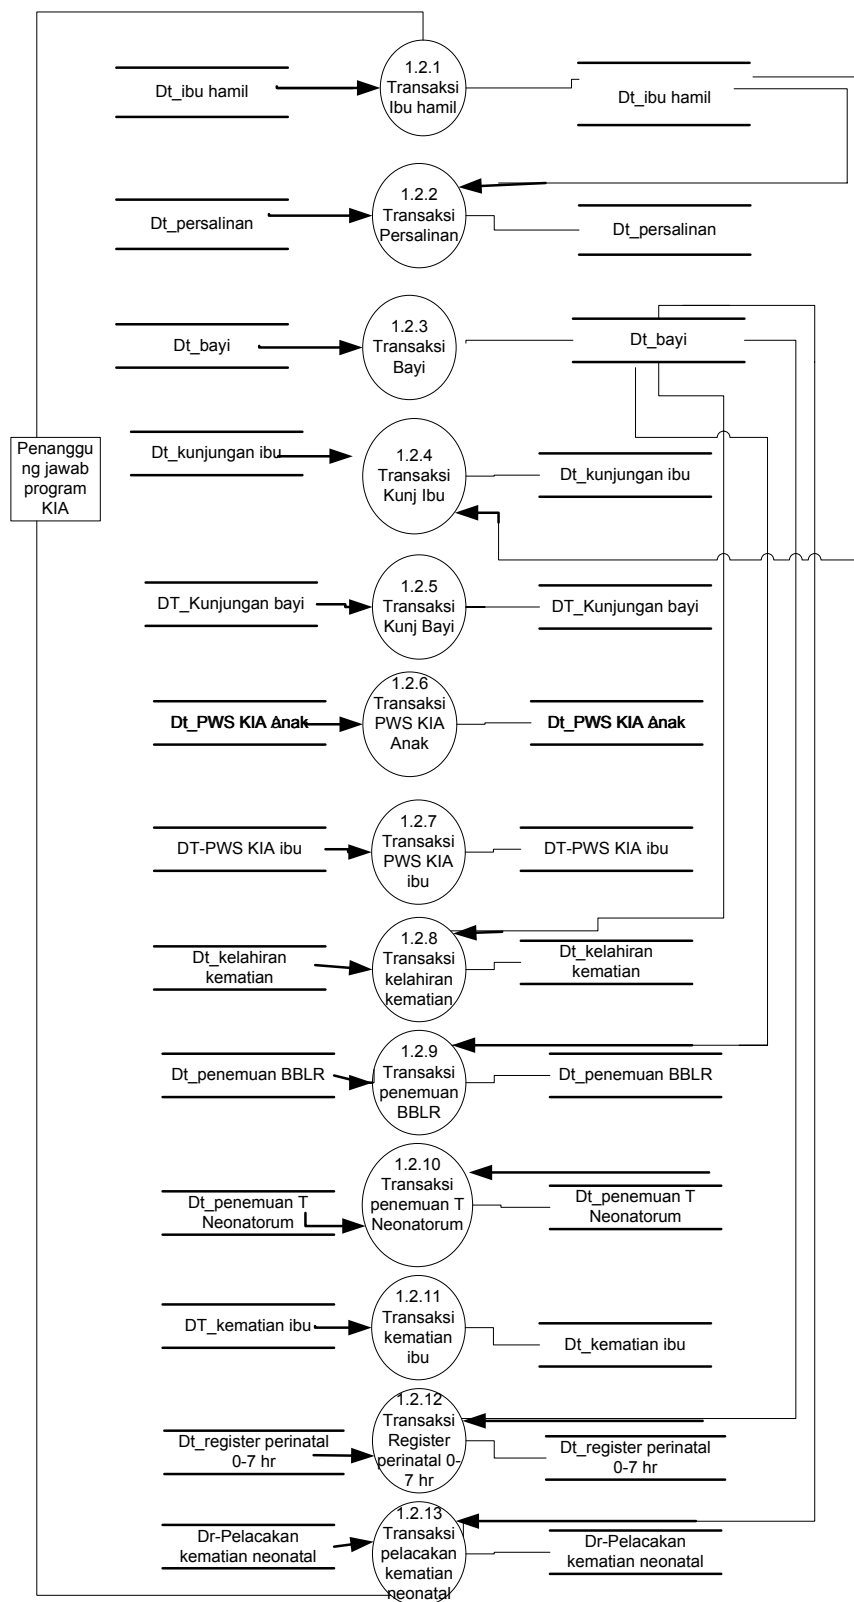 1.2.1
Transaksi
Ibu hamil
Dt_ibu hamil
Dt_ibu hamil
1.2.2
Transaksi
Persalinan
Dt_persalinan
Dt_persalinan
1.2.3
Transaksi
Bayi
Dt_bayi
Dt_bayi
Penanggu
ng jawab
program
KIA
Dt_kunjungan ibu
1.2.4
Transaksi
Kunj Ibu
Dt_kunjungan ibu
DT_Kunjungan bayi
1.2.5
Transaksi
Kunj Bayi
DT_Kunjungan bayi
Dt_PWS KIA Anak
1.2.6
Transaksi
PWS KIA
Anak
Dt_PWS KIA Anak
DT-PWS KIA ibu
1.2.7
Transaksi
PWS KIA
ibu
DT-PWS KIA ibu
Dt_kelahiran
kematian
1.2.8
Transaksi
kelahiran
kematian
Dt_kelahiran
kematian
Dt_penemuan BBLR
1.2.9
Transaksi
penemuan
BBLR
Dt_penemuan BBLR
Dt_penemuan T
Neonatorum
1.2.10
Transaksi
penemuan T
Neonatorum
Dt_penemuan T
Neonatorum
DT_kematian ibu
1.2.11
Transaksi
kematian
ibu
Dt_kematian ibu
Dt_register perinatal
0-7 hr
1.2.12
Transaksi
Register
perinatal 0-
7 hr
Dt_register perinatal
0-7 hr
Dr-Pelacakan
kematian neonatal
1.2.13
Transaksi
pelacakan
kematian
neonatal
Dr-Pelacakan
kematian neonatal